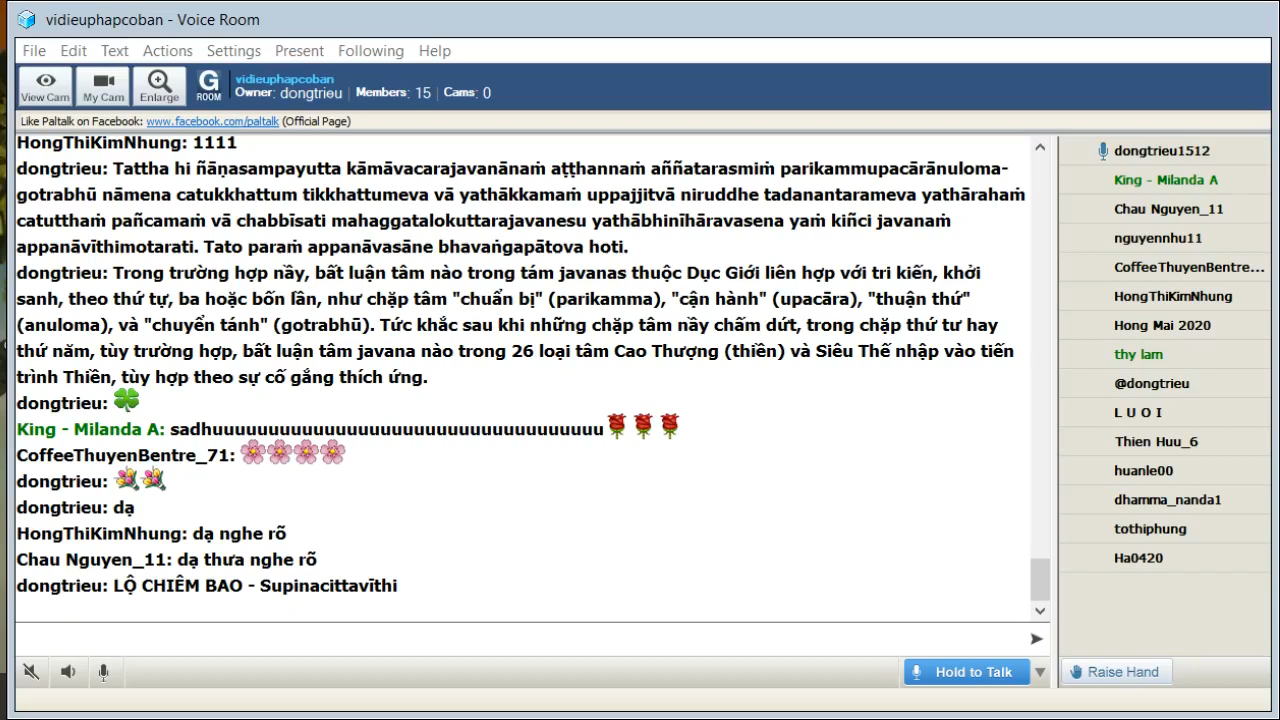 vidieuphapcoban - Voice Room
File Edit Text Actions Settings Present Following Help
View Cam My Cam Enlarge G ROOM vidieuphapcoban
Owner: dongtrieu Members: 15 Cams: 0
Like Paltalk on Facebook: www.facebook.com/paltalk (Official Page)
HongThiKimNhung: 1111
dongtrieu: Tattha hi ñāṇasampayutta kāmāvacarajavanānaṁ aṭṭhannaṁ aññatarasmiṁ parikammupacārānuloma-
gotrabhū nāmena catukkhattum tikkhattumeva vā yathākkamaṁ uppajjitvā niruddhe tadanantarameva yathārahaṁ
catutthaṁ pañcamaṁ vā chabbīsati mahaggatalokuttarajavanesu yathābhinīhāravasena yaṁ kiñci javanaṁ
appanāvīthimotarati. Tato paraṁ appanāvasāne bhavaṅgapātova hoti.
dongtrieu: Trong trường hợp nầy, bất luận tâm nào trong tám javanas thuộc Dục Giới liên hợp với tri kiến, khởi
sanh, theo thứ tự, ba hoặc bốn lần, như chặp tâm "chuẩn bị" (parikamma), "cận hành" (upacāra), "thuận thứ"
(anuloma), và "chuyển tánh" (gotrabhū). Tức khắc sau khi những chặp tâm nầy chấm dứt, trong chặp thứ tư hay
thứ năm, tùy trường hợp, bất luận tâm javana nào trong 26 loại tâm Cao Thượng (thiền) và Siêu Thế nhập vào tiến
trình Thiền, tùy hợp theo sự cố gắng thích ứng.
dongtrieu:
King - Milanda A: sadhuuuuuuuuuuuuuuuuuuuuuuuuuuuuuuuuuuu
CoffeeThuyenBentre_71:
dongtrieu:
dongtrieu: dạ
HongThiKimNhung: dạ nghe rõ
Chau Nguyen_11: dạ thưa nghe rõ
dongtrieu: LỘ CHIÊM BAO - Supinacittavīthi
Hold to Talk
dongtrieu1512
King - Milanda A
Chau Nguyen_11
nguyennhu11
CoffeeThuyenBentre...
HongThiKimNhung
Hong Mai 2020
thy lam
@dongtrieu
L U O I
Thien Huu_6
huanle00
dhamma_nanda1
tothiphung
Ha0420
Raise Hand